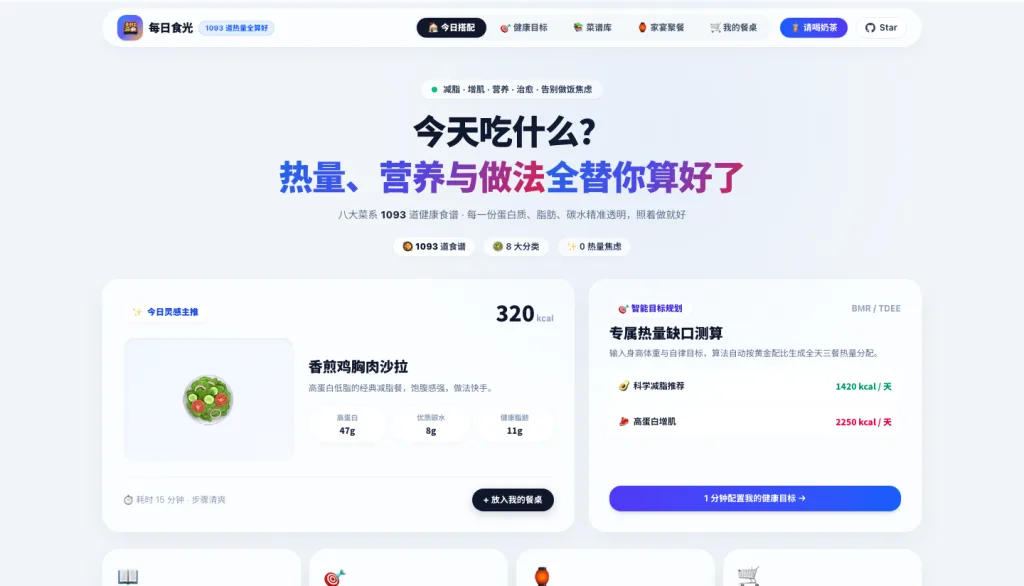 每日食光
1093 道热量全算好
今日搭配
健康目标
菜谱库
家宴聚餐
我的餐桌
请喝奶茶
Star
减脂 · 增肌 · 营养 · 治愈 · 告别做饭焦虑
今天吃什么?
热量、营养与做法全替你算好了
八大菜系 1093 道健康食谱 · 每一份蛋白质、脂肪、碳水精准透明，照着做就好
1093 道食谱
8 大分类
0 热量焦虑
今日灵感主推
320 kcal
香煎鸡胸肉沙拉
高蛋白低脂的经典减脂餐，饱腹感强，做法快手。
高蛋白
47g
优质碳水
8g
健康脂肪
11g
耗时 15 分钟 · 步骤清爽
+ 放入我的餐桌
智能目标规划
BMR / TDEE
专属热量缺口测算
输入身高体重与自律目标，算法自动按黄金配比生成全天三餐热量分配。
科学减脂推荐
1420 kcal / 天
高蛋白增肌
2250 kcal / 天
1 分钟配置我的健康目标 →